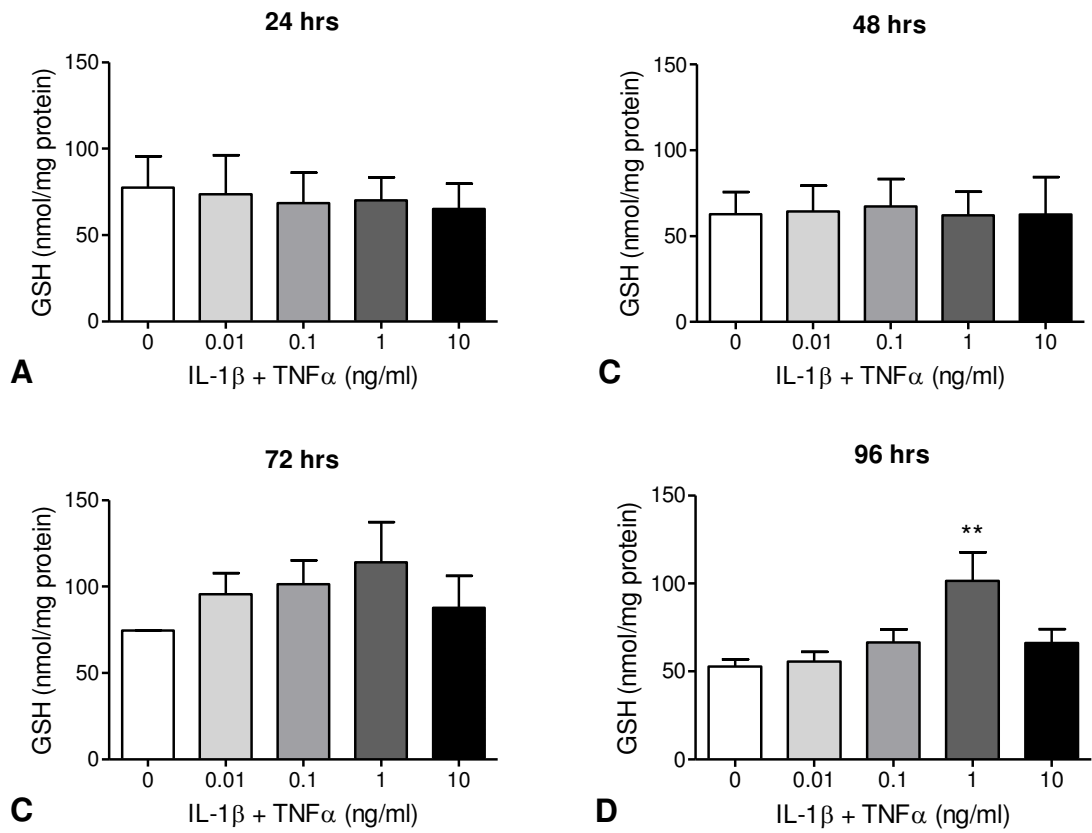 24 hrs
GSH (nmol/mg protein)
150
100
50
0
0 0.01 0.1 1 10
IL-1β + TNFα (ng/ml)
A
48 hrs
GSH (nmol/mg protein)
150
100
50
0
0 0.01 0.1 1 10
IL-1β + TNFα (ng/ml)
C
72 hrs
GSH (nmol/mg protein)
150
100
50
0
0 0.01 0.1 1 10
IL-1β + TNFα (ng/ml)
C
96 hrs
GSH (nmol/mg protein)
150
100
50
0
**
0 0.01 0.1 1 10
IL-1β + TNFα (ng/ml)
D